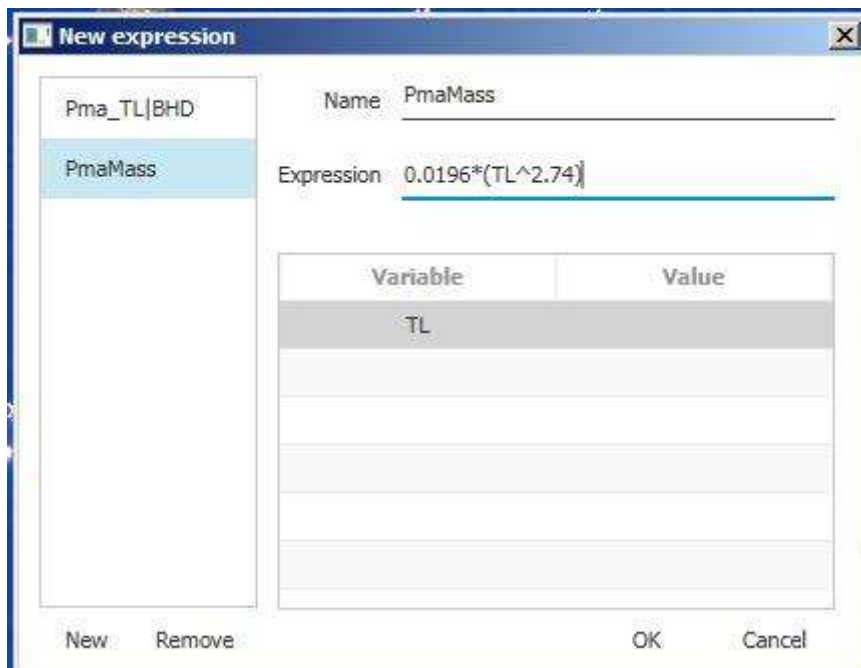 New expression
Pma_TL|BHD
PmaMass
Name PmaMass
Expression 0.0196*(TL^2.74)
Variable Value
TL
New Remove OK Cancel